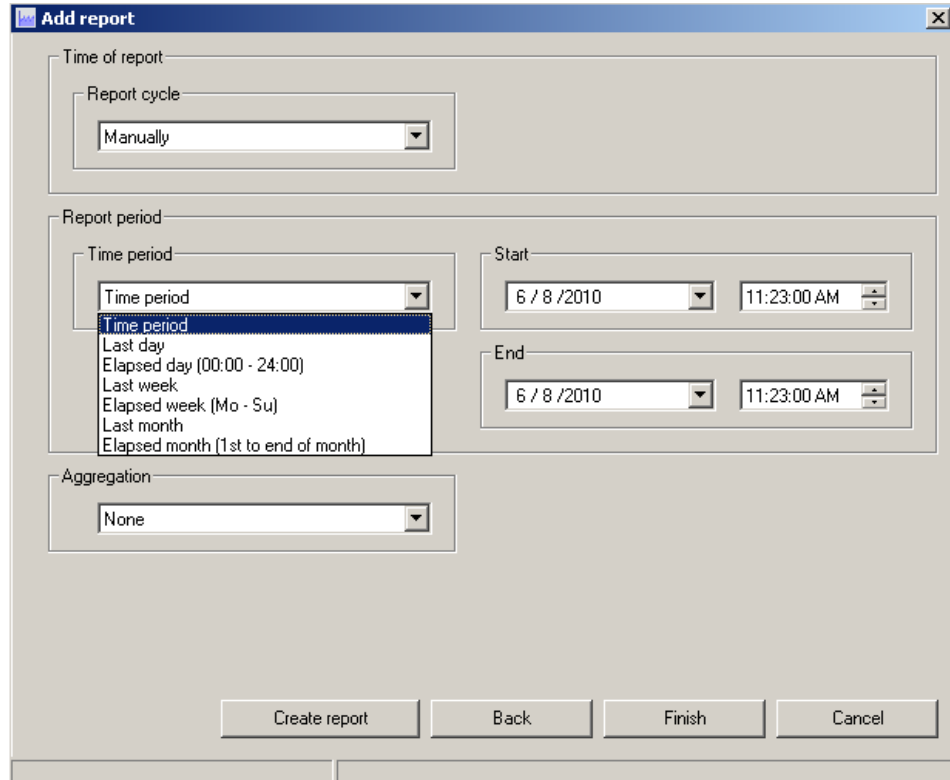 Add report
Time of report
Report cycle
Manually
Report period
Time period
Time period
Time period
Last day
Elapsed day (00:00 - 24:00)
Last week
Elapsed week (Mo - Su)
Last month
Elapsed month (1st to end of month)
Start
6 / 8 /2010 11:23:00 AM
End
6 / 8 /2010 11:23:00 AM
Aggregation
None
Create report Back Finish Cancel